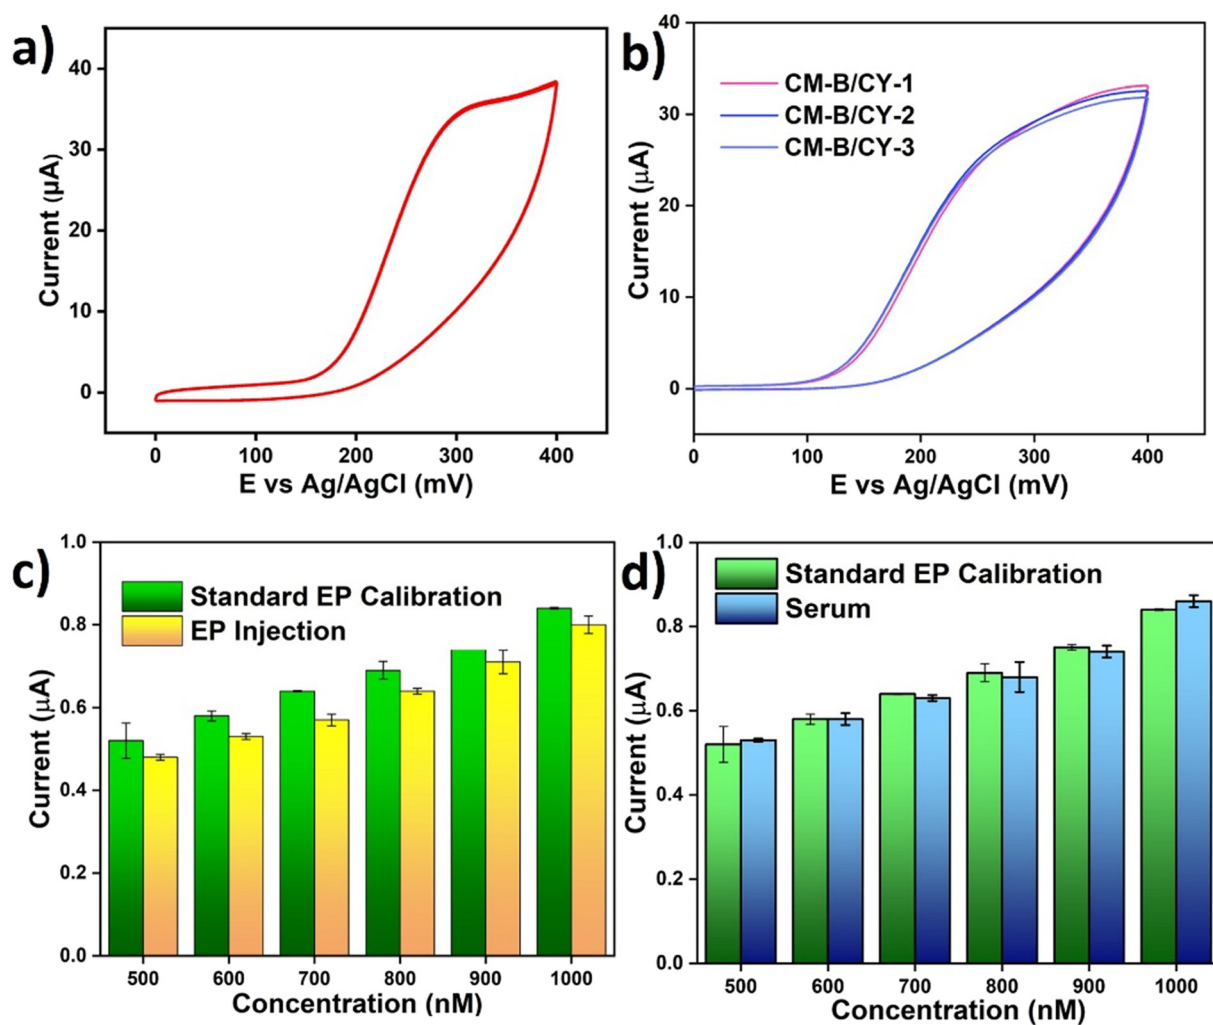 a)
40
30
20
10
0
Current (µA)
0 100 200 300 400
E vs Ag/AgCl (mV)
b)
40
30
20
10
0
Current (µA)
CM-B/CY-1
CM-B/CY-2
CM-B/CY-3
0 100 200 300 400
E vs Ag/AgCl (mV)
c)
1.0
0.8
0.6
0.4
0.2
0.0
Current (µA)
Standard EP Calibration
EP Injection
500 600 700 800 900 1000
Concentration (nM)
d)
1.0
0.8
0.6
0.4
0.2
0.0
Current (µA)
Standard EP Calibration
Serum
500 600 700 800 900 1000
Concentration (nM)